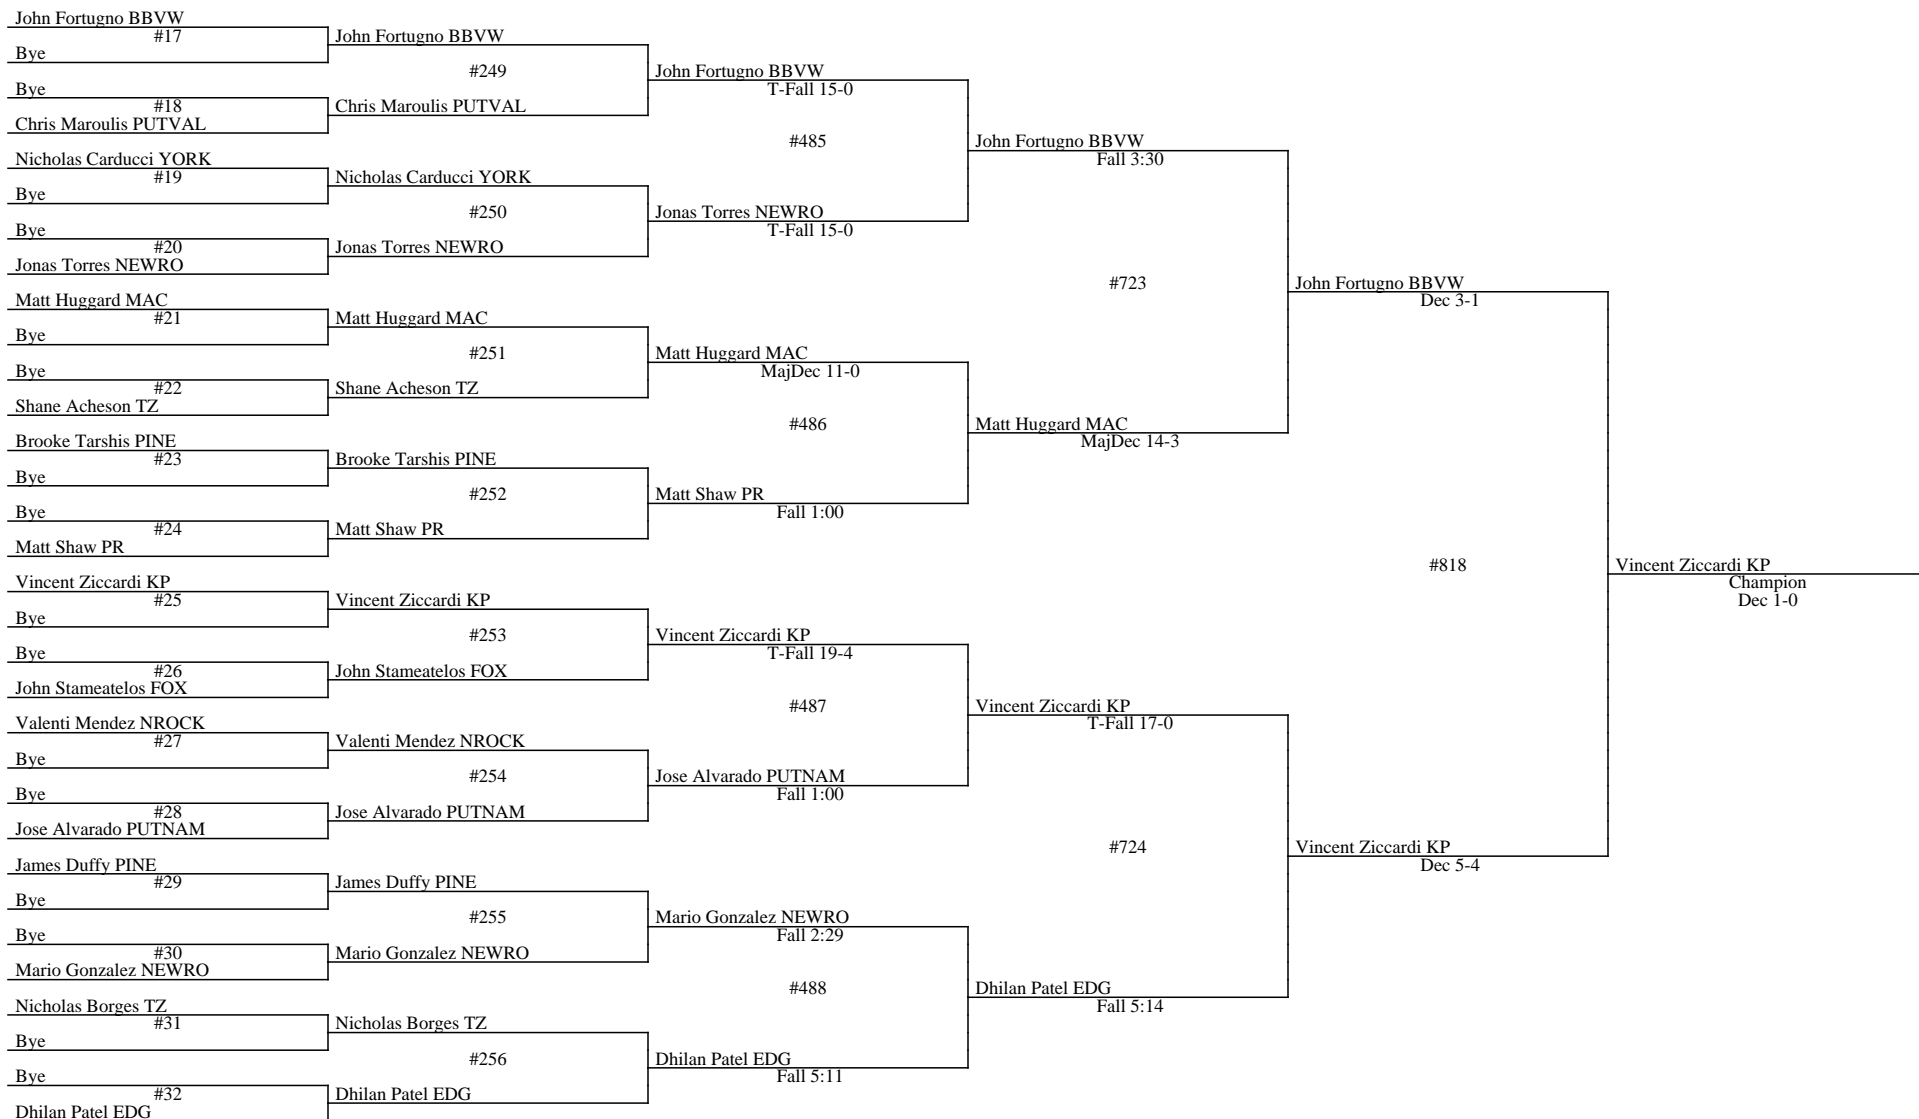 John Fortugno BBVW
#17
Bye
Bye
#18
Chris Maroulis PUTVAL
Nicholas Carducci YORK
#19
Bye
Bye
#20
Jonas Torres NEWRO
Matt Huggard MAC
#21
Bye
Bye
#22
Shane Acheson TZ
Brooke Tarshis PINE
#23
Bye
Bye
#24
Matt Shaw PR
Vincent Ziccardi KP
#25
Bye
Bye
#26
John Stameatelos FOX
Valenti Mendez NROCK
#27
Bye
Bye
#28
Jose Alvarado PUTNAM
James Duffy PINE
#29
Bye
Bye
#30
Mario Gonzalez NEWRO
Nicholas Borges TZ
#31
Bye
Bye
#32
Dhilan Patel EDG
John Fortugno BBVW
#249
Chris Maroulis PUTVAL
Nicholas Carducci YORK
#250
Jonas Torres NEWRO
Matt Huggard MAC
#251
Shane Acheson TZ
Brooke Tarshis PINE
#252
Matt Shaw PR
Vincent Ziccardi KP
#253
John Stameatelos FOX
Valenti Mendez NROCK
#254
Jose Alvarado PUTNAM
James Duffy PINE
#255
Mario Gonzalez NEWRO
Nicholas Borges TZ
#256
Dhilan Patel EDG
John Fortugno BBVW
T-Fall 15-0
#485
Jonas Torres NEWRO
T-Fall 15-0
Matt Huggard MAC
MajDec 11-0
#486
Matt Shaw PR
Fall 1:00
Vincent Ziccardi KP
T-Fall 19-4
#487
Jose Alvarado PUTNAM
Fall 1:00
Mario Gonzalez NEWRO
Fall 2:29
#488
Dhilan Patel EDG
Fall 5:11
John Fortugno BBVW
Fall 3:30
#723
Matt Huggard MAC
MajDec 14-3
Vincent Ziccardi KP
T-Fall 17-0
#724
Dhilan Patel EDG
Fall 5:14
John Fortugno BBVW
Dec 3-1
#818
Vincent Ziccardi KP
Dec 5-4
Vincent Ziccardi KP
Champion
Dec 1-0